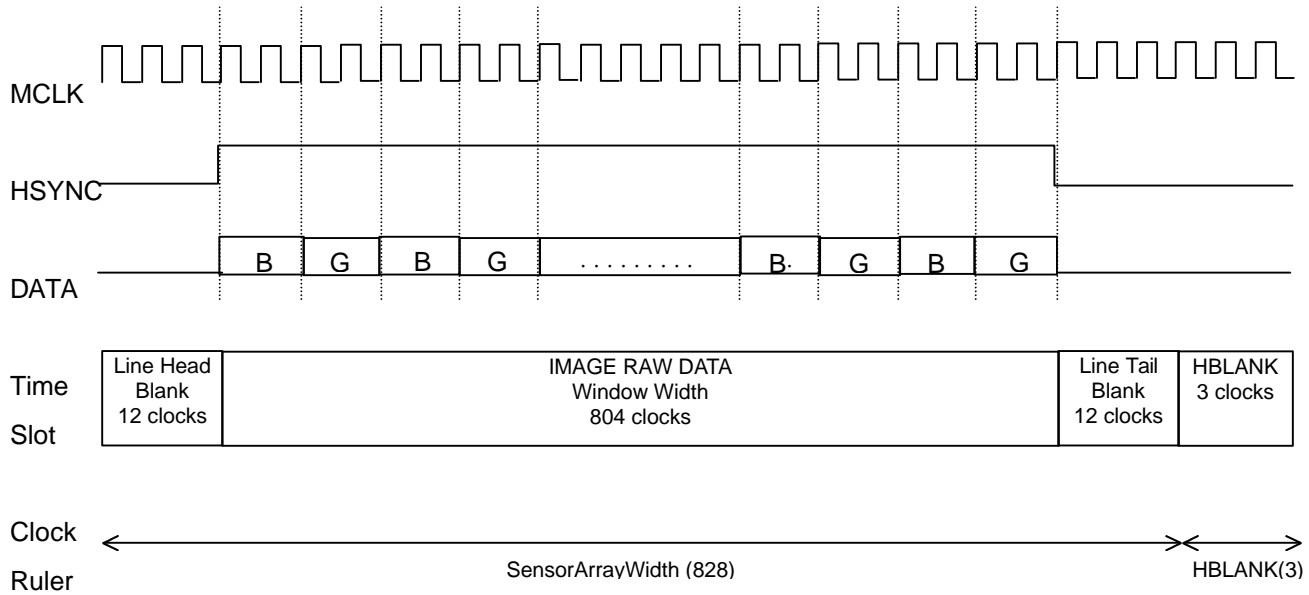 MCLK
HSYNC
B G B G . . . . . . . . . B. G B G
DATA
Time
Slot
Line Head
Blank
12 clocks
IMAGE RAW DATA
Window Width
804 clocks
Line Tail
Blank
12 clocks
HBLANK
3 clocks
Clock
Ruler
SensorArrayWidth (828)
HBLANK(3)